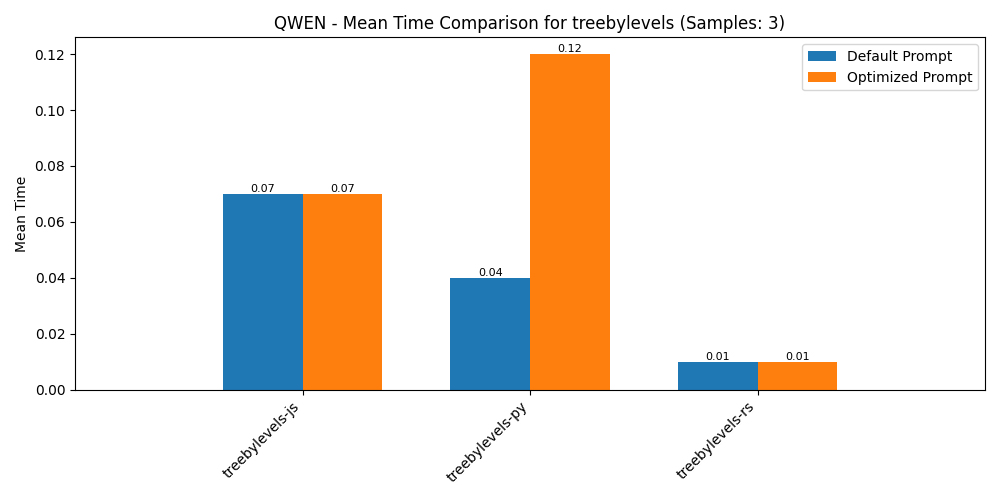 QWEN - Mean Time Comparison for treebylevels (Samples: 3)
Default Prompt
Optimized Prompt
Mean Time
0.12
0.10
0.08
0.06
0.04
0.02
0.00
0.07
0.07
0.04
0.12
0.01
0.01
treebylevels-js
treebylevels-py
treebylevels-rs